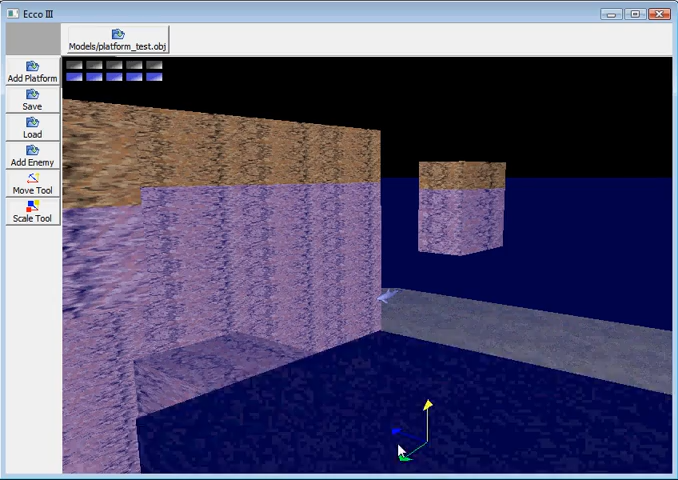 Ecco III
Models/platform_test.obj
Add Platform
Save
Load
Add Enemy
Move Tool
Scale Tool